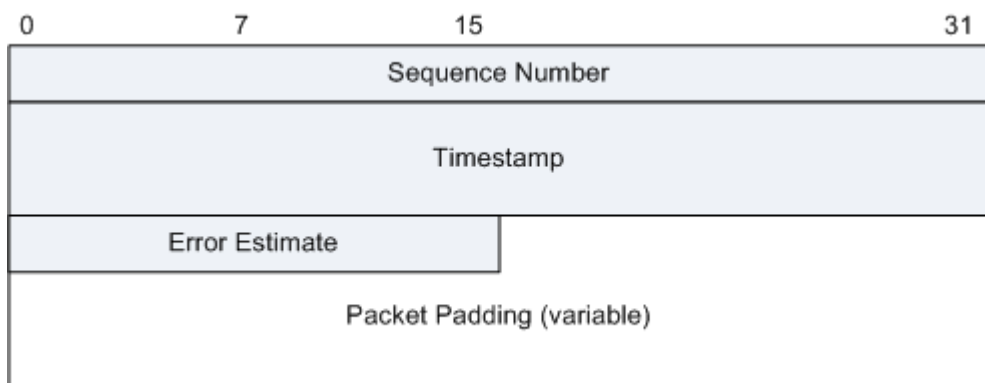 0 7 15 31
Sequence Number
Timestamp
Error Estimate
Packet Padding (variable)